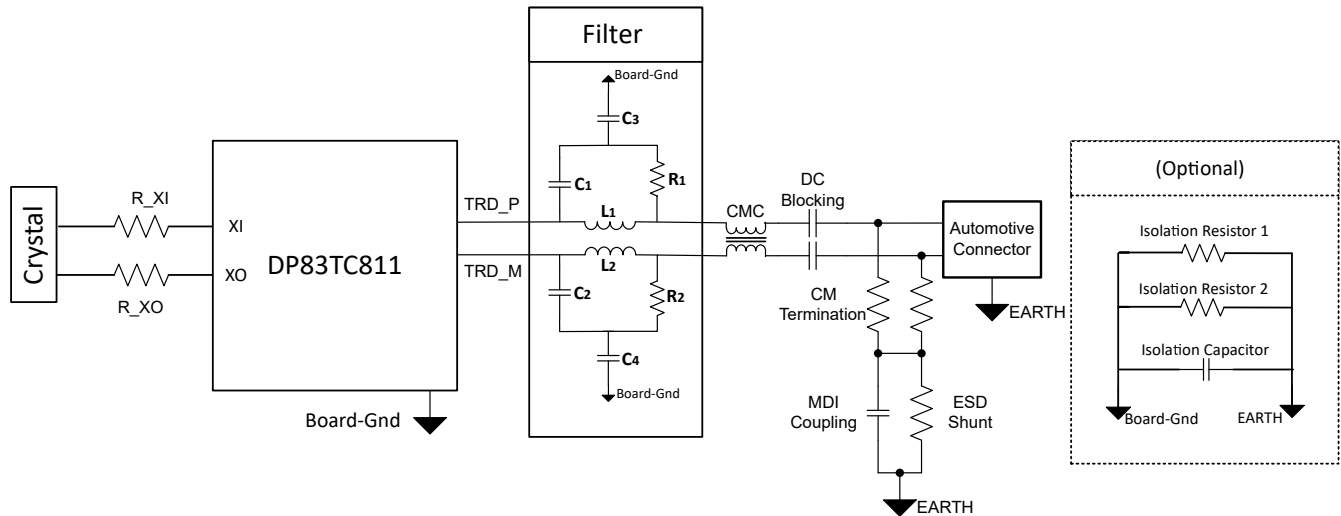 Filter
Board-Gnd
C3
C1
R1
L1
TRD_P
TRD_M
L2
C2
R2
C4
Board-Gnd
Crystal
R_XI
R_XO
XI
XO
DP83TC811
Board-Gnd
CMC
DC
Blocking
Automotive
Connector
EARTH
CM
Termination
MDI
Coupling
ESD
Shunt
EARTH
(Optional)
Isolation Resistor 1
Isolation Resistor 2
Isolation Capacitor
Board-Gnd
EARTH